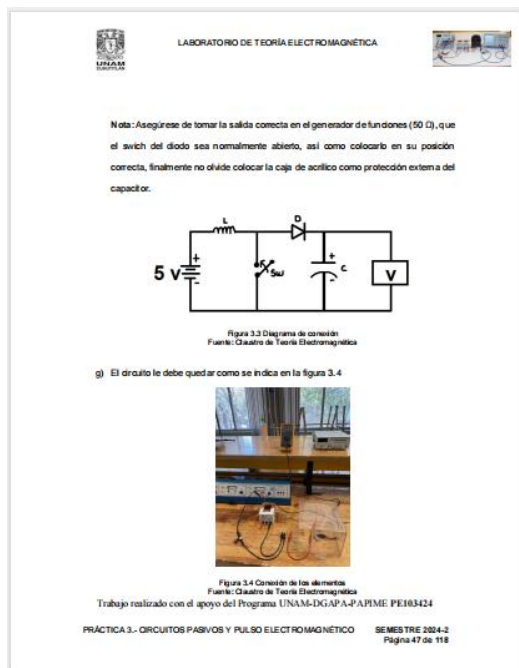 UNAM
CUAUTITLÁN
LABORATORIO DE TEORÍA ELECTROMAGNÉTICA
Nota: Asegúrese de tomar la salida correcta en el generador de funciones (50 Ω), que
el swich del diodo sea normalmente abierto, así como colocarlo en su posición
correcta, finalmente no olvide colocar la caja de acrílico como protección externa del
capacitor.
L
D
5 V
+
-
SW
+
-
C
V
Figura 3.3 Diagrama de conexión
Fuente: Claustro de Teoría Electromagnética
g) El circuito le debe quedar como se indica en la figura 3.4
Figura 3.4 Conexión de los elementos
Fuente: Claustro de Teoría Electromagnética
Trabajo realizado con el apoyo del Programa UNAM-DGAPA-PAPIME PE103424
PRÁCTICA 3.- CIRCUITOS PASIVOS Y PULSO ELECTROMAGNÉTICO SEMESTRE 2024-2
Página 47 de 118